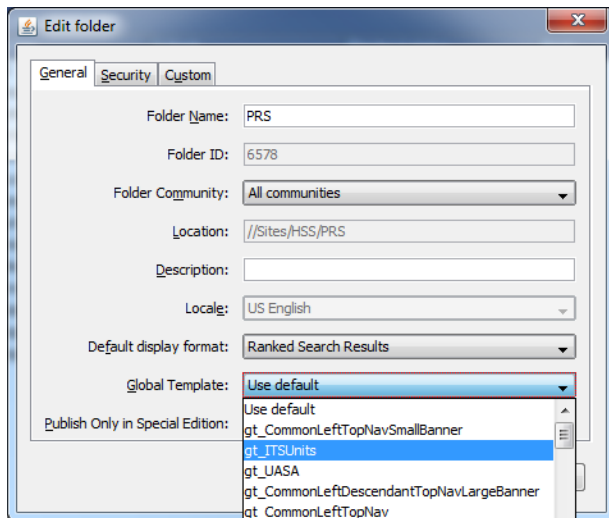 Edit folder
General Security Custom
Folder Name: PRS
Folder ID: 6578
Folder Community: All communities
Location: //Sites/HSS/PRS
Description:
Locale: US English
Default display format: Ranked Search Results
Global Template: Use default
Use default
Publish Only in Special Edition: gt_CommonLeftTopNavSmallBanner
gt_ITSUnits
gt_UASA
gt_CommonLeftDescendantTopNavLargeBanner
gt_CommonLeftTopNav